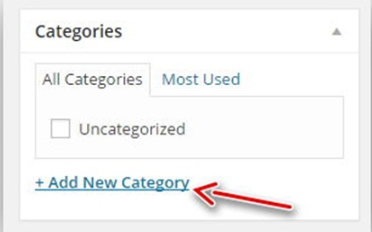 Categories
All Categories Most Used
Uncategorized
+ Add New Category